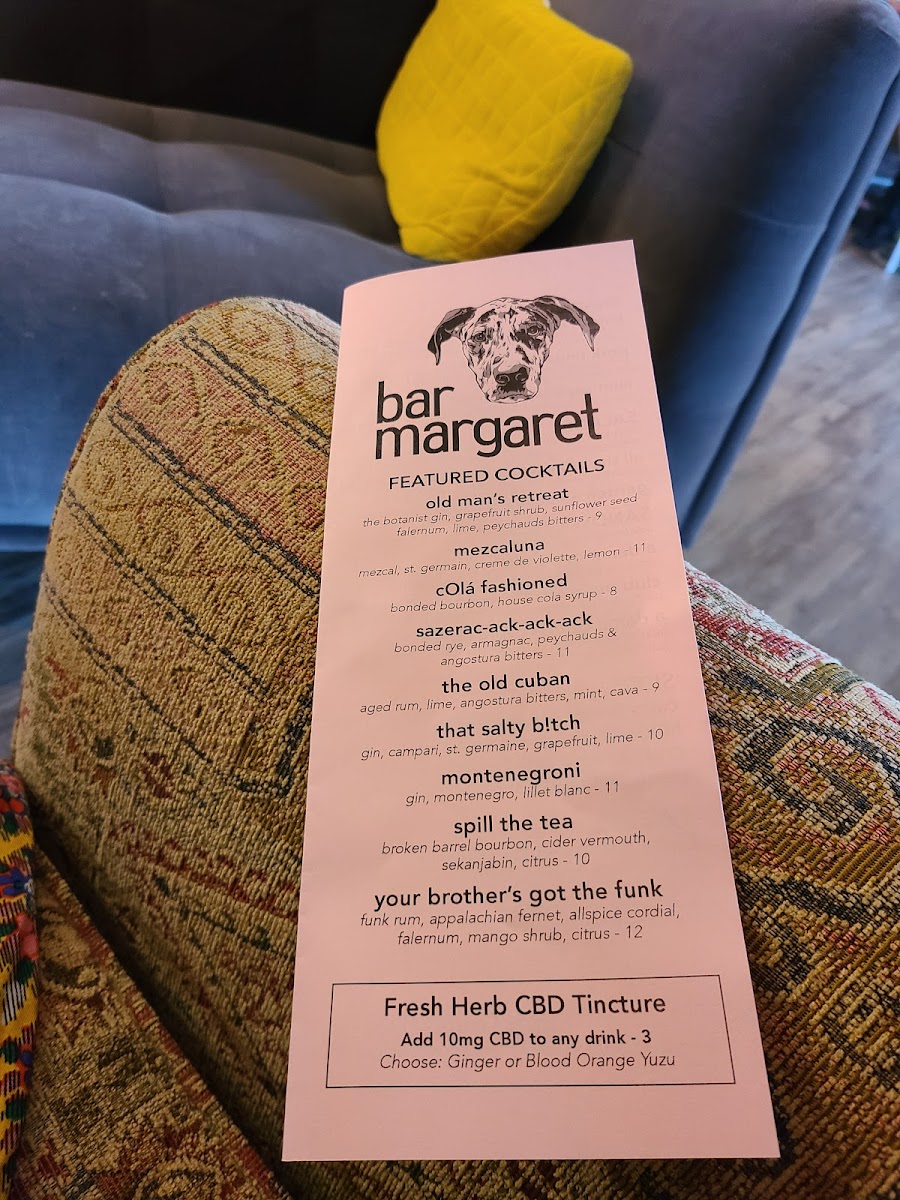 bar
margaret
FEATURED COCKTAILS
old man's retreat
the botanist gin, grapefruit shrub, sunflower seed
falernum, lime, peychauds bitters - 9
mezcaluna
mezcal, st. germain, creme de violette, lemon - 11
cOlá fashioned
bonded bourbon, house cola syrup - 8
sazerac-ack-ack-ack
bonded rye, armagnac, peychauds &
angostura bitters - 11
the old cuban
aged rum, lime, angostura bitters, mint, cava - 9
that salty b!tch
gin, campari, st. germaine, grapefruit, lime - 10
montenegroni
gin, montenegro, lillet blanc - 11
spill the tea
broken barrel bourbon, cider vermouth,
sekanjabin, citrus - 10
your brother's got the funk
funk rum, appalachian fernet, allspice cordial,
falernum, mango shrub, citrus - 12
Fresh Herb CBD Tincture
Add 10mg CBD to any drink - 3
Choose: Ginger or Blood Orange Yuzu